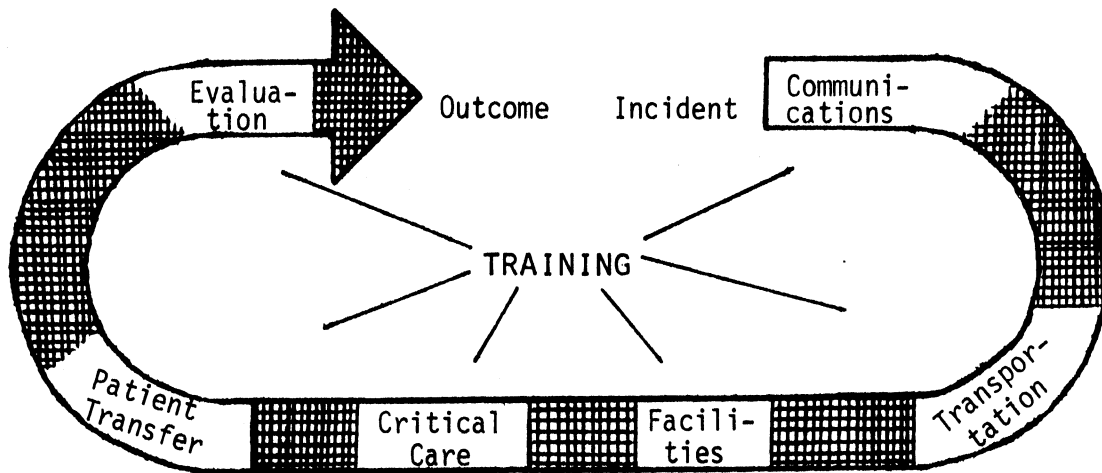 Evalua-
tion
Outcome
Incident
Communi-
cations
TRAINING
Patient
Transfer
Critical
Care
Facili-
ties
Transpor-
tation